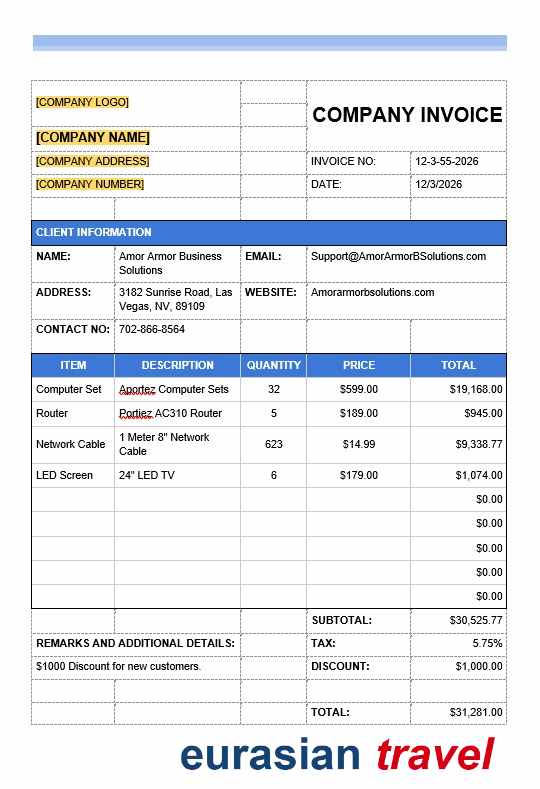 [COMPANY LOGO]
COMPANY INVOICE
[COMPANY NAME]
[COMPANY ADDRESS] INVOICE NO: 12-3-55-2026
[COMPANY NUMBER] DATE: 12/3/2026
CLIENT INFORMATION
NAME: Amor Armor Business Solutions EMAIL: Support@AmorArmorBSolutions.com
ADDRESS: 3182 Sunrise Road, Las Vegas, NV, 89109 WEBSITE: Amorarmorbsolutions.com
CONTACT NO: 702-866-8564
ITEM DESCRIPTION QUANTITY PRICE TOTAL
Computer Set Aportez Computer Sets 32 $599.00 $19,168.00
Router Portiez AC310 Router 5 $189.00 $945.00
Network Cable 1 Meter 8" Network Cable 623 $14.99 $9,338.77
LED Screen 24" LED TV 6 $179.00 $1,074.00
$0.00
$0.00
$0.00
$0.00
$0.00
SUBTOTAL: $30,525.77
REMARKS AND ADDITIONAL DETAILS: TAX: 5.75%
$1000 Discount for new customers. DISCOUNT: $1,000.00
TOTAL: $31,281.00
eurasian travel